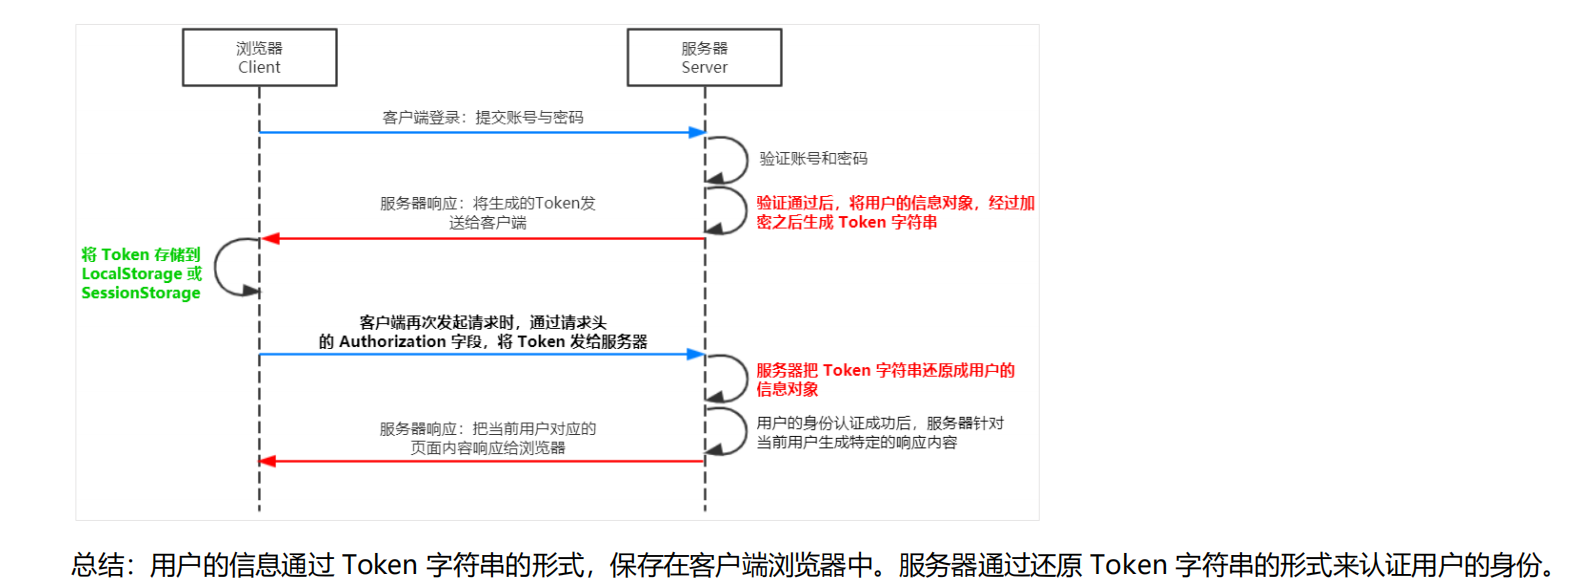 浏览器
Client
服务器
Server
客户端登录：提交账号与密码
验证账号和密码
服务器响应：将生成的Token发
送给客户端
验证通过后，将用户的信息对象，经过加
密之后生成 Token 字符串
将 Token 存储到
LocalStorage 或
SessionStorage
客户端再次发起请求时，通过请求头
的 Authorization 字段，将 Token 发给服务器
服务器把 Token 字符串还原成用户的
信息对象
服务器响应：把当前用户对应的
页面内容响应给浏览器
用户的身份认证成功后，服务器针对
当前用户生成特定的响应内容
总结：用户的信息通过 Token 字符串的形式，保存在客户端浏览器中。服务器通过还原 Token 字符串的形式来认证用户的身份。